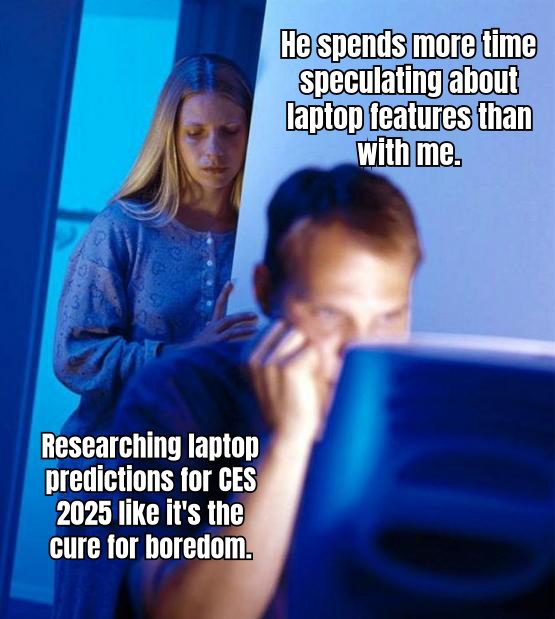 He spends more time
speculating about
laptop features than
with me.
Researching laptop
predictions for CES
2025 like it's the
cure for boredom.